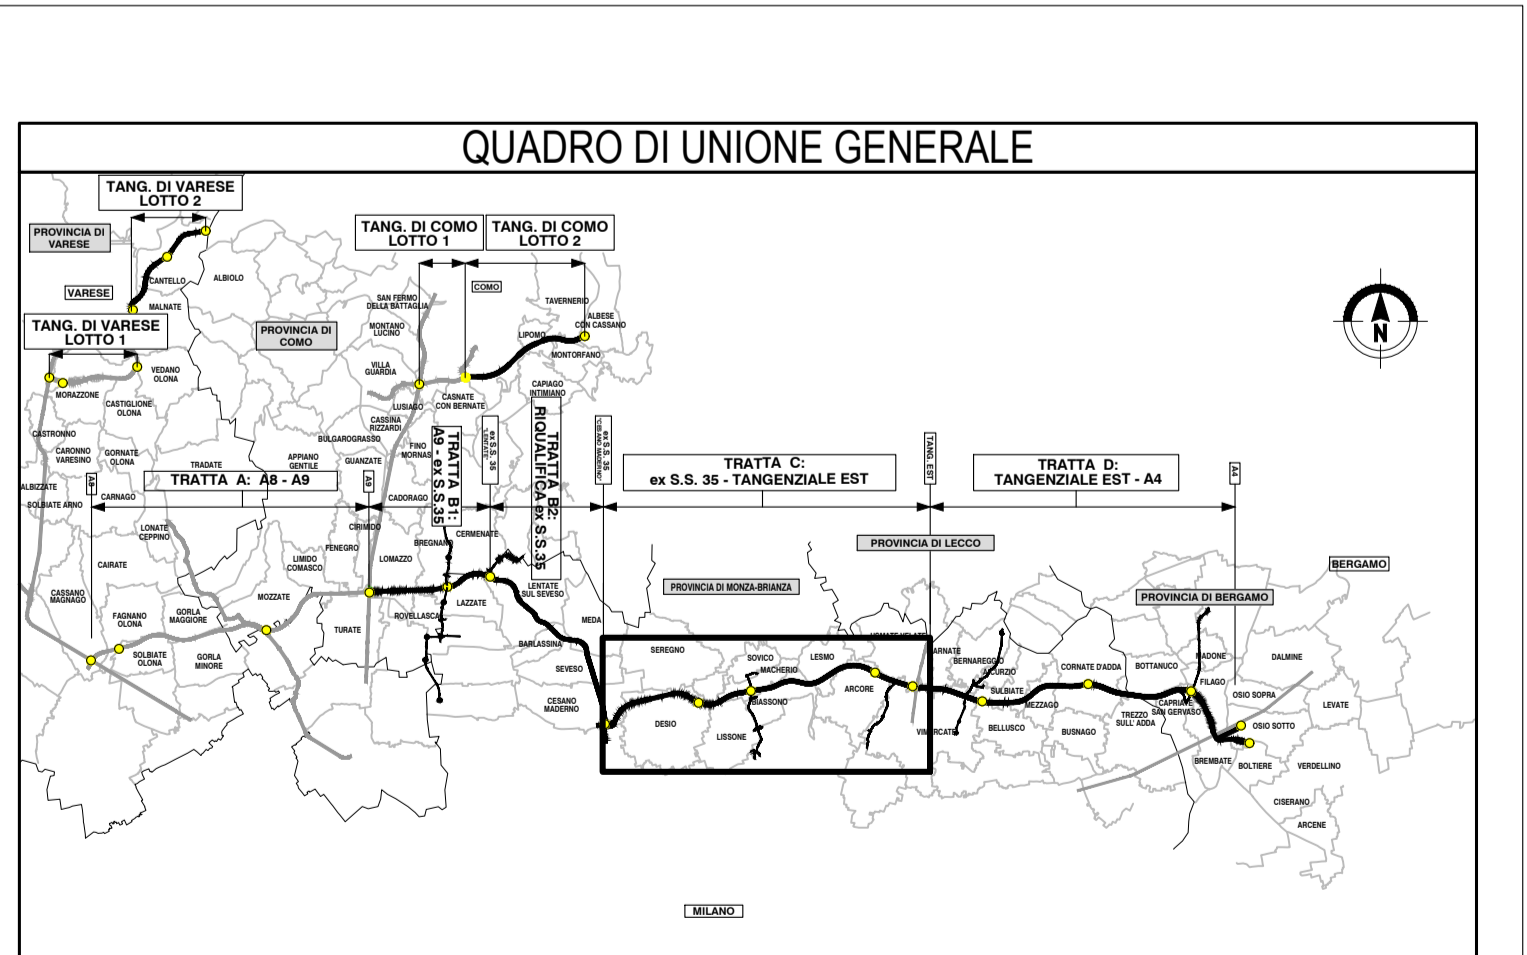 QUADRO DI UNIONE GENERALE
TANG. DI VARESE
LOTTO 2
PROVINCIA DI
VARESE
CANTELLO
ALBIOLO
VARESE
MALNATE
TANG. DI VARESE
LOTTO 1
PROVINCIA DI
COMO
TANG. DI COMO
LOTTO 1
TANG. DI COMO
LOTTO 2
COMO
SAN FERMO
DELLA BATTAGLIA
TAVERNERIO
ALBESE
CON CASSANO
MONTANO
LUCINO
LIPOMO
MONTORFANO
VILLA
GUARDIA
CAPIAGO
INTIMIANO
N
VEDANO
OLONA
MORAZZONE
CASTIGLIONE
OLONA
LUSIAGO
CASNATE
CON BERNATE
CASSINA
RIZZARDI
CASTRONNO
BULGAROGRASSO
CARONNO
VARESINO
GORNATE
OLONA
FINO
MORNAS
APPIANO
GENTILE
GUANZATE
TRADATE
TRATTA A: A8 - A9
A8
A9
TRATTA B1:
A9 - ex S.S.35
ex S.S. 35
"LENTATE"
TRATTA B2:
RIQUALIFICA ex S.S.35
ex S.S. 35
"CESANO MADERNO"
TRATTA C:
ex S.S. 35 - TANGENZIALE EST
TANG. EST
TRATTA D:
TANGENZIALE EST - A4
A4
ALBIZZATE
SOLBIATE ARNO
CARNAGO
CADORAGO
LONATE
CEPPINO
CIRIMIDO
BREGNANO
CERMENATE
FENEGRO
PROVINCIA DI LECCO
CAIRATE
LIMIDO
COMASCO
LOMAZZO
BERGAMO
CASSANO
MAGNAGO
MOZZATE
LAZZATE
LENTATE
SUL SEVESO
PROVINCIA DI MONZA-BRIANZA
PROVINCIA DI BERGAMO
FAGNANO
OLONA
GORLA
MAGGIORE
ROVELLASCA
TURATE
MEDA
SOLBIATE
OLONA
GORLA
MINORE
BARLASSINA
SEVESO
SEREGNO
SOVICO
MACHERIO
LESMO
ARCORE
BIASSONO
CESANO
MADERNO
DESIO
LISSONE
ARNATE
BERNAREGGIO
SULBIATE
MEZZAGO
VIMERCATE
BELLUSCO
CORNATE D'ADDA
BUSNAGO
BOTTANUCO
TREZZO
SULL' ADDA
MADONE
FILAGO
CAPRIATE
SAN GERVASO
DALMINE
OSIO SOPRA
LEVATE
OSIO SOTTO
BREMBATE
BOLTIERE
VERDELLINO
CISERANO
ARCENE
MILANO